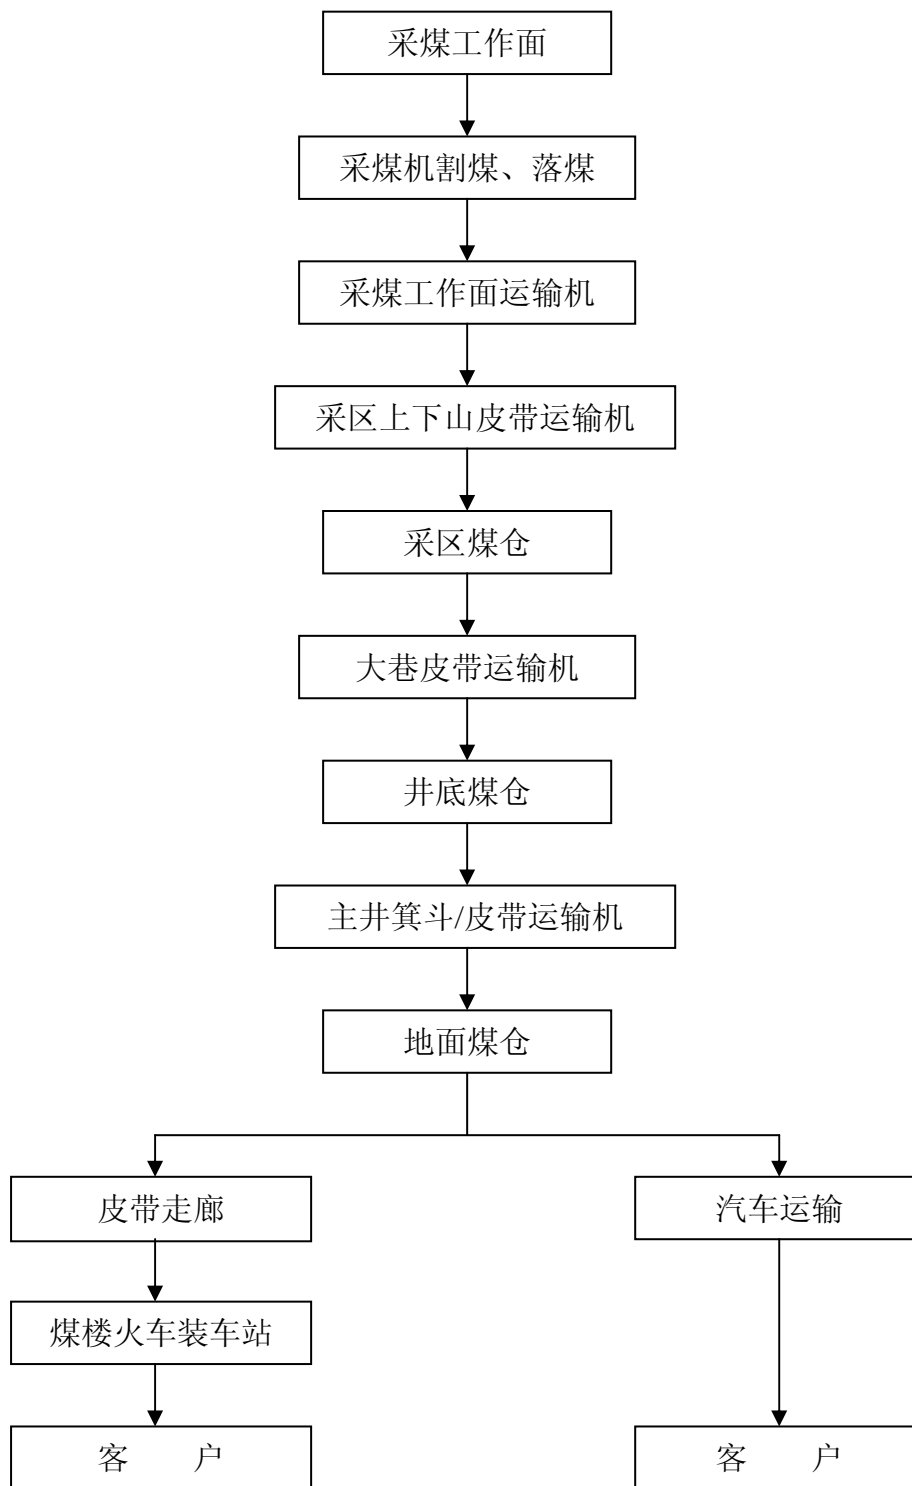 采煤工作面
采煤机割煤、落煤
采煤工作面运输机
采区上下山皮带运输机
采区煤仓
大巷皮带运输机
井底煤仓
主井箕斗/皮带运输机
地面煤仓
皮带走廊
汽车运输
煤楼火车装车站
客 户
客 户